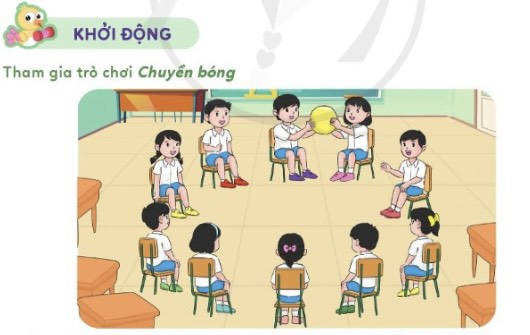 KHỞI ĐỘNG
Tham gia trò chơi Chuyền bóng